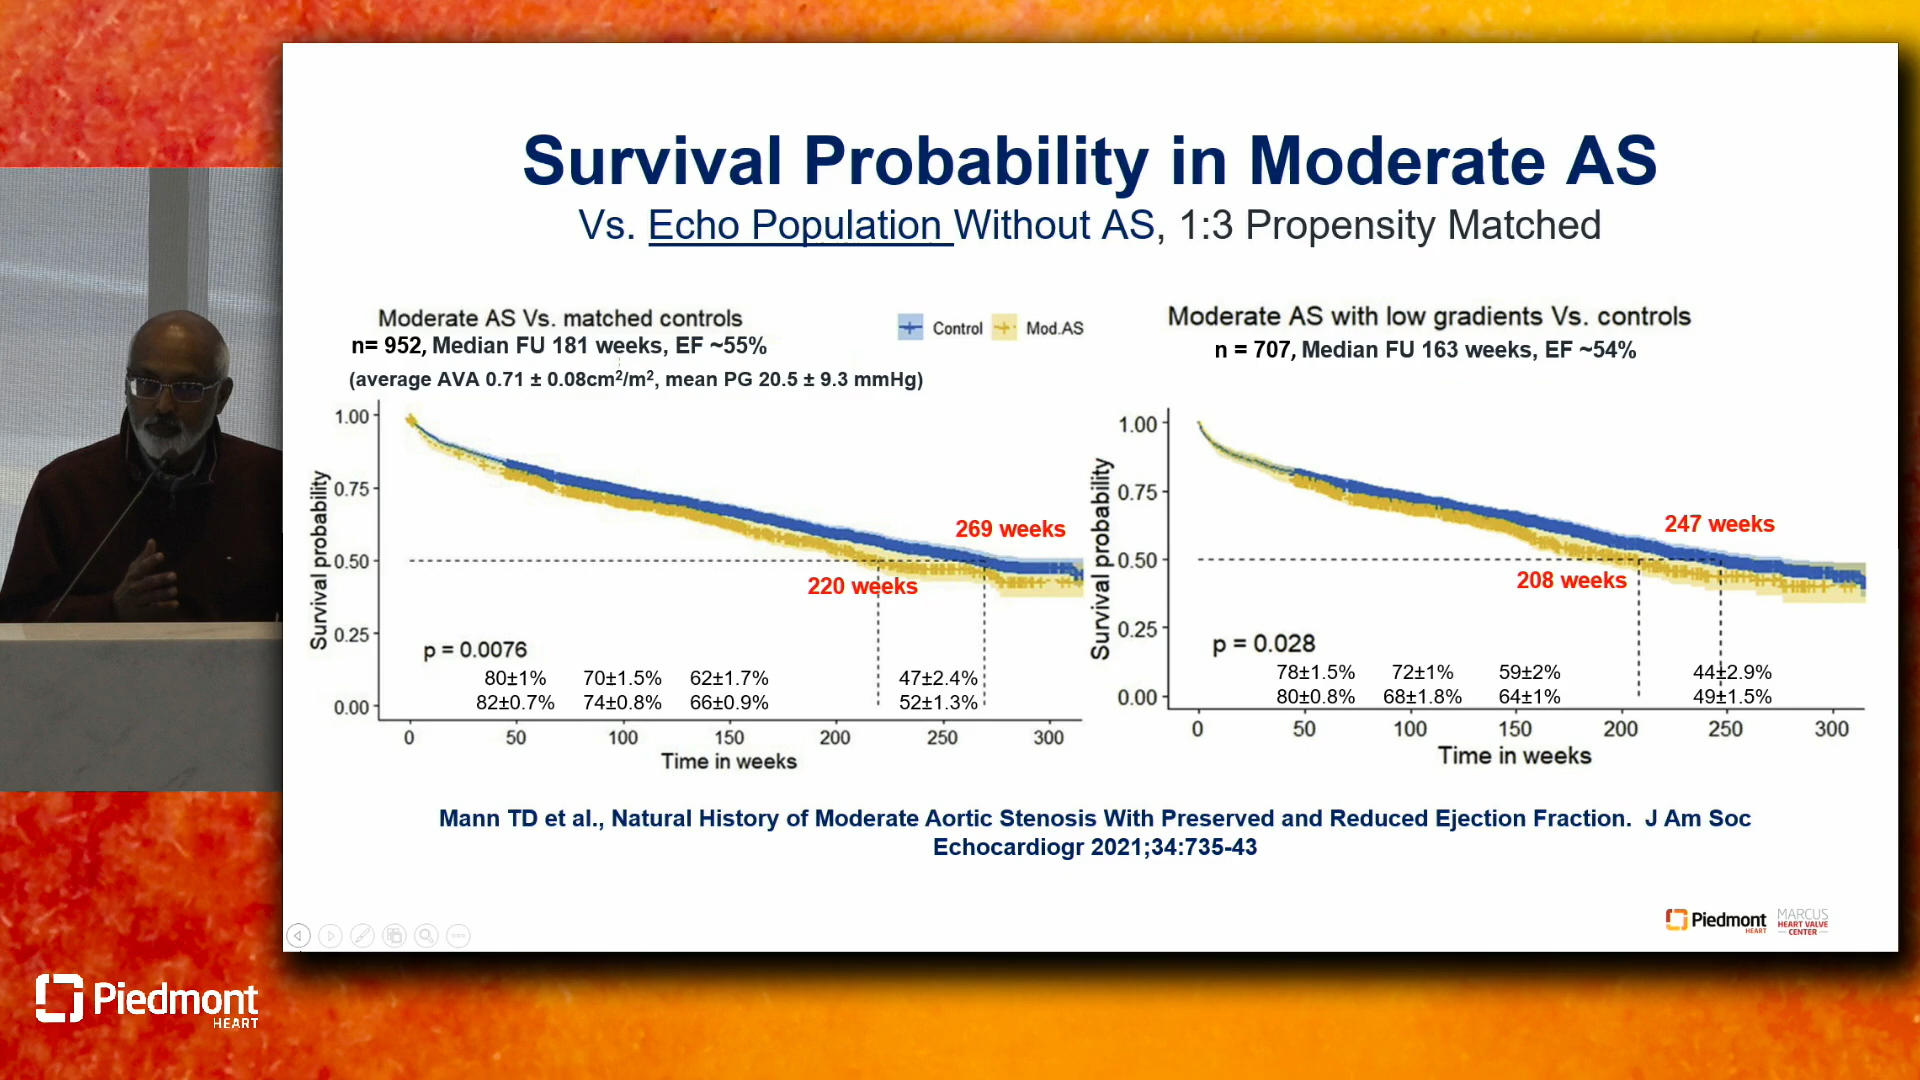 Survival Probability in Moderate AS
Vs. Echo Population Without AS, 1:3 Propensity Matched
Moderate AS Vs. matched controls
n= 952, Median FU 181 weeks, EF ~55%
(average AVA 0.71 ± 0.08cm²/m², mean PG 20.5 ± 9.3 mmHg)
Control Mod.AS
Survival probability
1.00
0.75
0.50
0.25
0.00
269 weeks
220 weeks
p = 0.0076
80±1% 70±1.5% 62±1.7% 47±2.4%
82±0.7% 74±0.8% 66±0.9% 52±1.3%
0 50 100 150 200 250 300
Time in weeks
Moderate AS with low gradients Vs. controls
n = 707, Median FU 163 weeks, EF ~54%
Survival probability
1.00
0.75
0.50
0.25
0.00
247 weeks
208 weeks
p = 0.028
78±1.5% 72±1% 59±2% 44±2.9%
80±0.8% 68±1.8% 64±1% 49±1.5%
0 50 100 150 200 250 300
Time in weeks
Mann TD et al., Natural History of Moderate Aortic Stenosis With Preserved and Reduced Ejection Fraction. J Am Soc
Echocardiogr 2021;34:735-43
Piedmont
HEART
MARCUS
HEART VALVE
CENTER
Piedmont
HEART